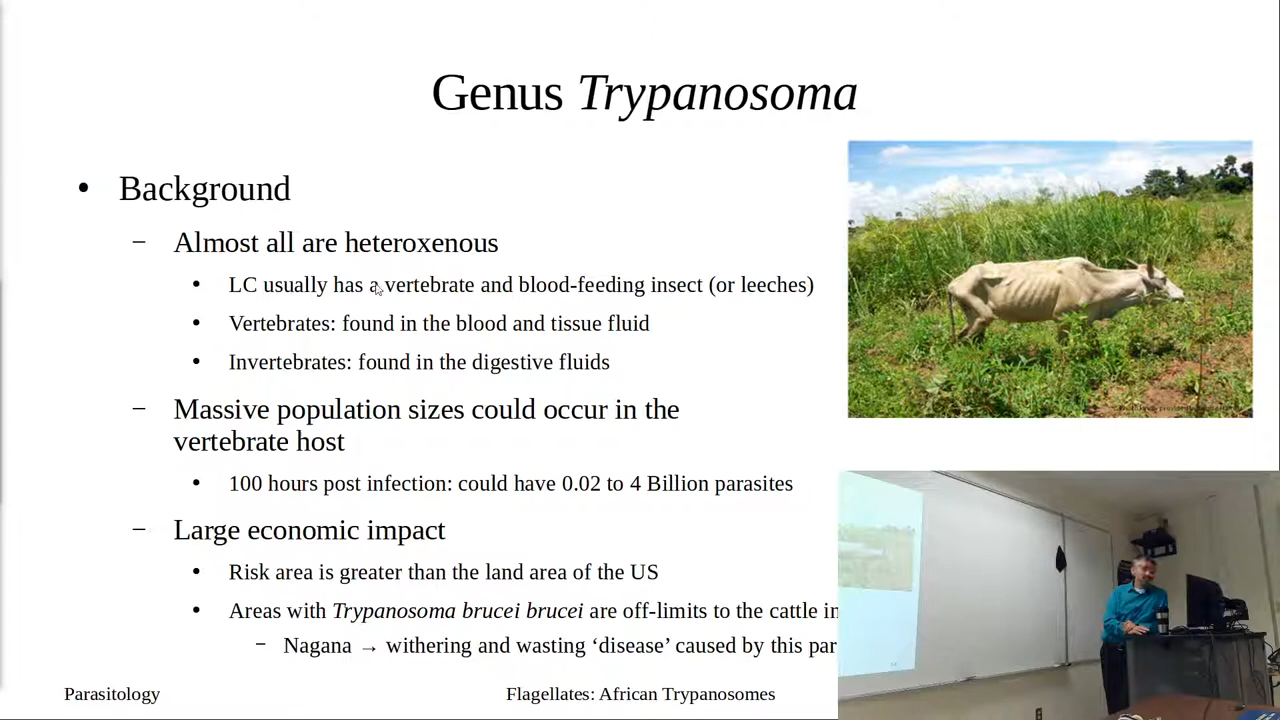 Genus Trypanosoma
• Background
– Almost all are heteroxenous
• LC usually has a vertebrate and blood-feeding insect (or leeches)
• Vertebrates: found in the blood and tissue fluid
• Invertebrates: found in the digestive fluids
– Massive population sizes could occur in the
vertebrate host
• 100 hours post infection: could have 0.02 to 4 Billion parasites
– Large economic impact
• Risk area is greater than the land area of the US
• Areas with Trypanosoma brucei brucei are off-limits to the cattle in
– Nagana → withering and wasting ‘disease’ caused by this par
Parasitology
Flagellates: African Trypanosomes